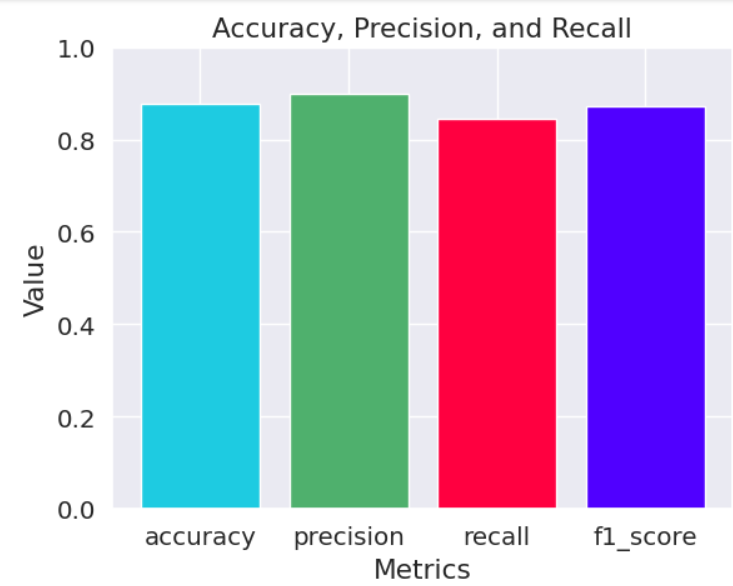 Accuracy, Precision, and Recall
1.0
0.8
0.6
0.4
0.2
0.0
Value
accuracy precision recall f1_score
Metrics